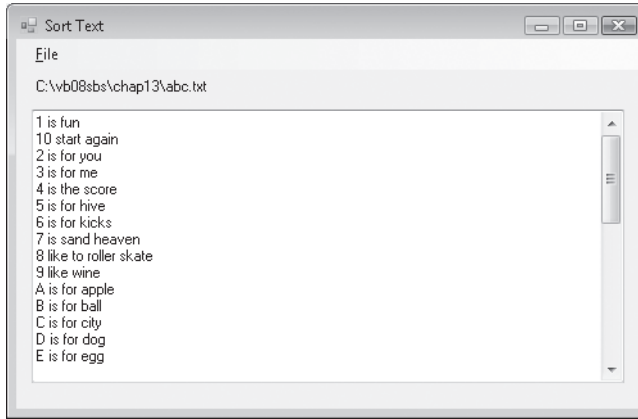 Sort Text
File
C:\vb08sbs\chap13\abc.txt
1 is fun
10 start again
2 is for you
3 is for me
4 is the score
5 is for hive
6 is for kicks
7 is sand heaven
8 like to roller skate
9 like wine
A is for apple
B is for ball
C is for city
D is for dog
E is for egg